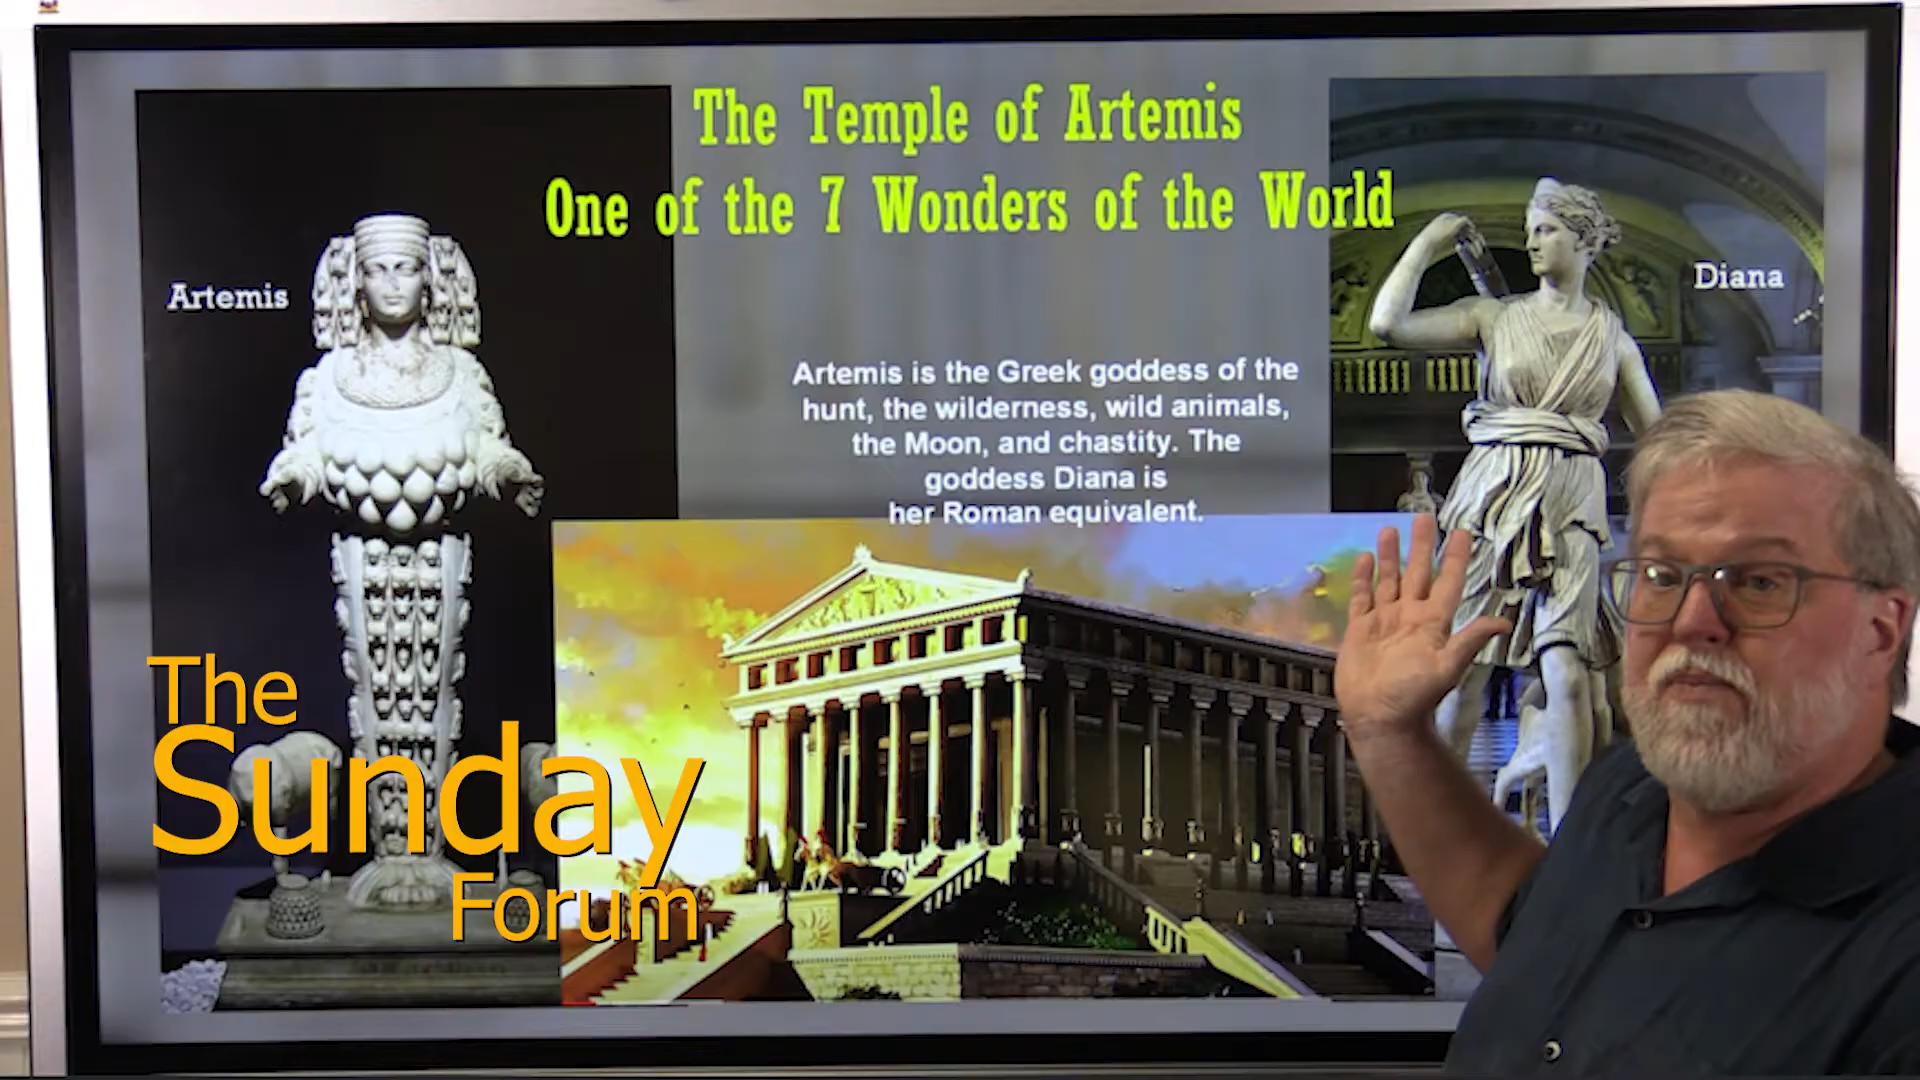 The Temple of Artemis
One of the 7 Wonders of the World
Artemis
Diana
Artemis is the Greek goddess of the
hunt, the wilderness, wild animals,
the Moon, and chastity. The
goddess Diana is
her Roman equivalent.
The
Sunday
Forum